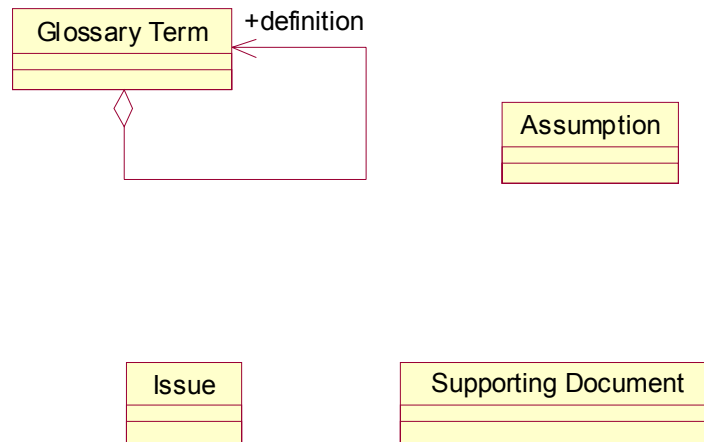 Glossary Term
+definition
Assumption
Issue
Supporting Document